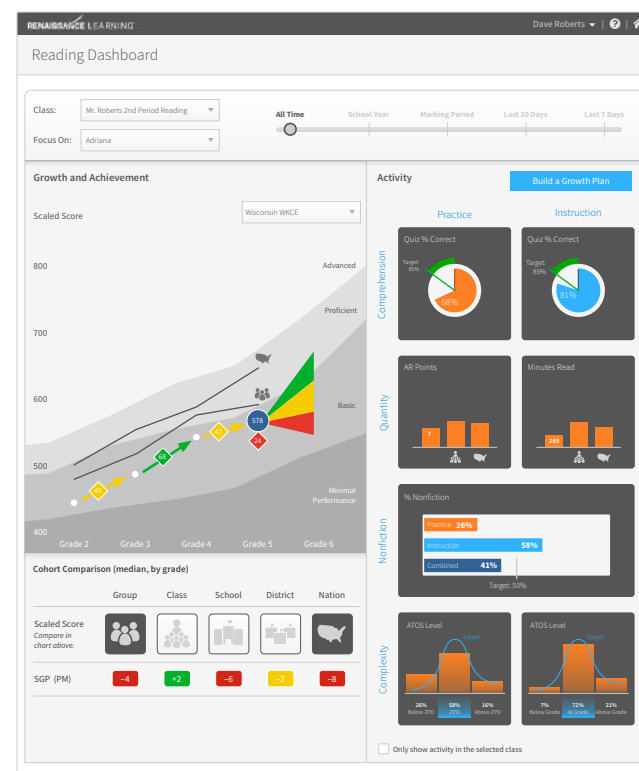 RENAISSANCE LEARNING
Dave Roberts
Reading Dashboard
Class:
Mr. Roberts 2nd Period Reading
Focus On:
Adriana
All Time
School Year
Marking Period
Last 30 Days
Last 7 Days
Growth and Achievement
Scaled Score
Wisconsin WKCE
800
700
600
500
400
Advanced
Proficient
Basic
Minimal
Performance
49
68
47
578
24
Grade 2
Grade 3
Grade 4
Grade 5
Grade 6
Cohort Comparison (median, by grade)
Group
Class
School
District
Nation
Scaled Score
Compare in
chart above.
SGP (PM)
–4
+2
–6
–2
–8
Activity
Build a Growth Plan
Practice
Instruction
Comprehension
Quiz % Correct
Target:
85%
68%
Quiz % Correct
Target:
85%
81%
Quantity
AR Points
7
Minutes Read
265
Nonfiction
% Nonfiction
Practice 26%
Instruction 58%
Combined 41%
Target: 50%
Complexity
ATOS Level
Target
26%
Below ZPD
58%
ZPD
16%
Above ZPD
ATOS Level
Target
7%
Below Grade
72%
At Grade
21%
Above Grade
Only show activity in the selected class